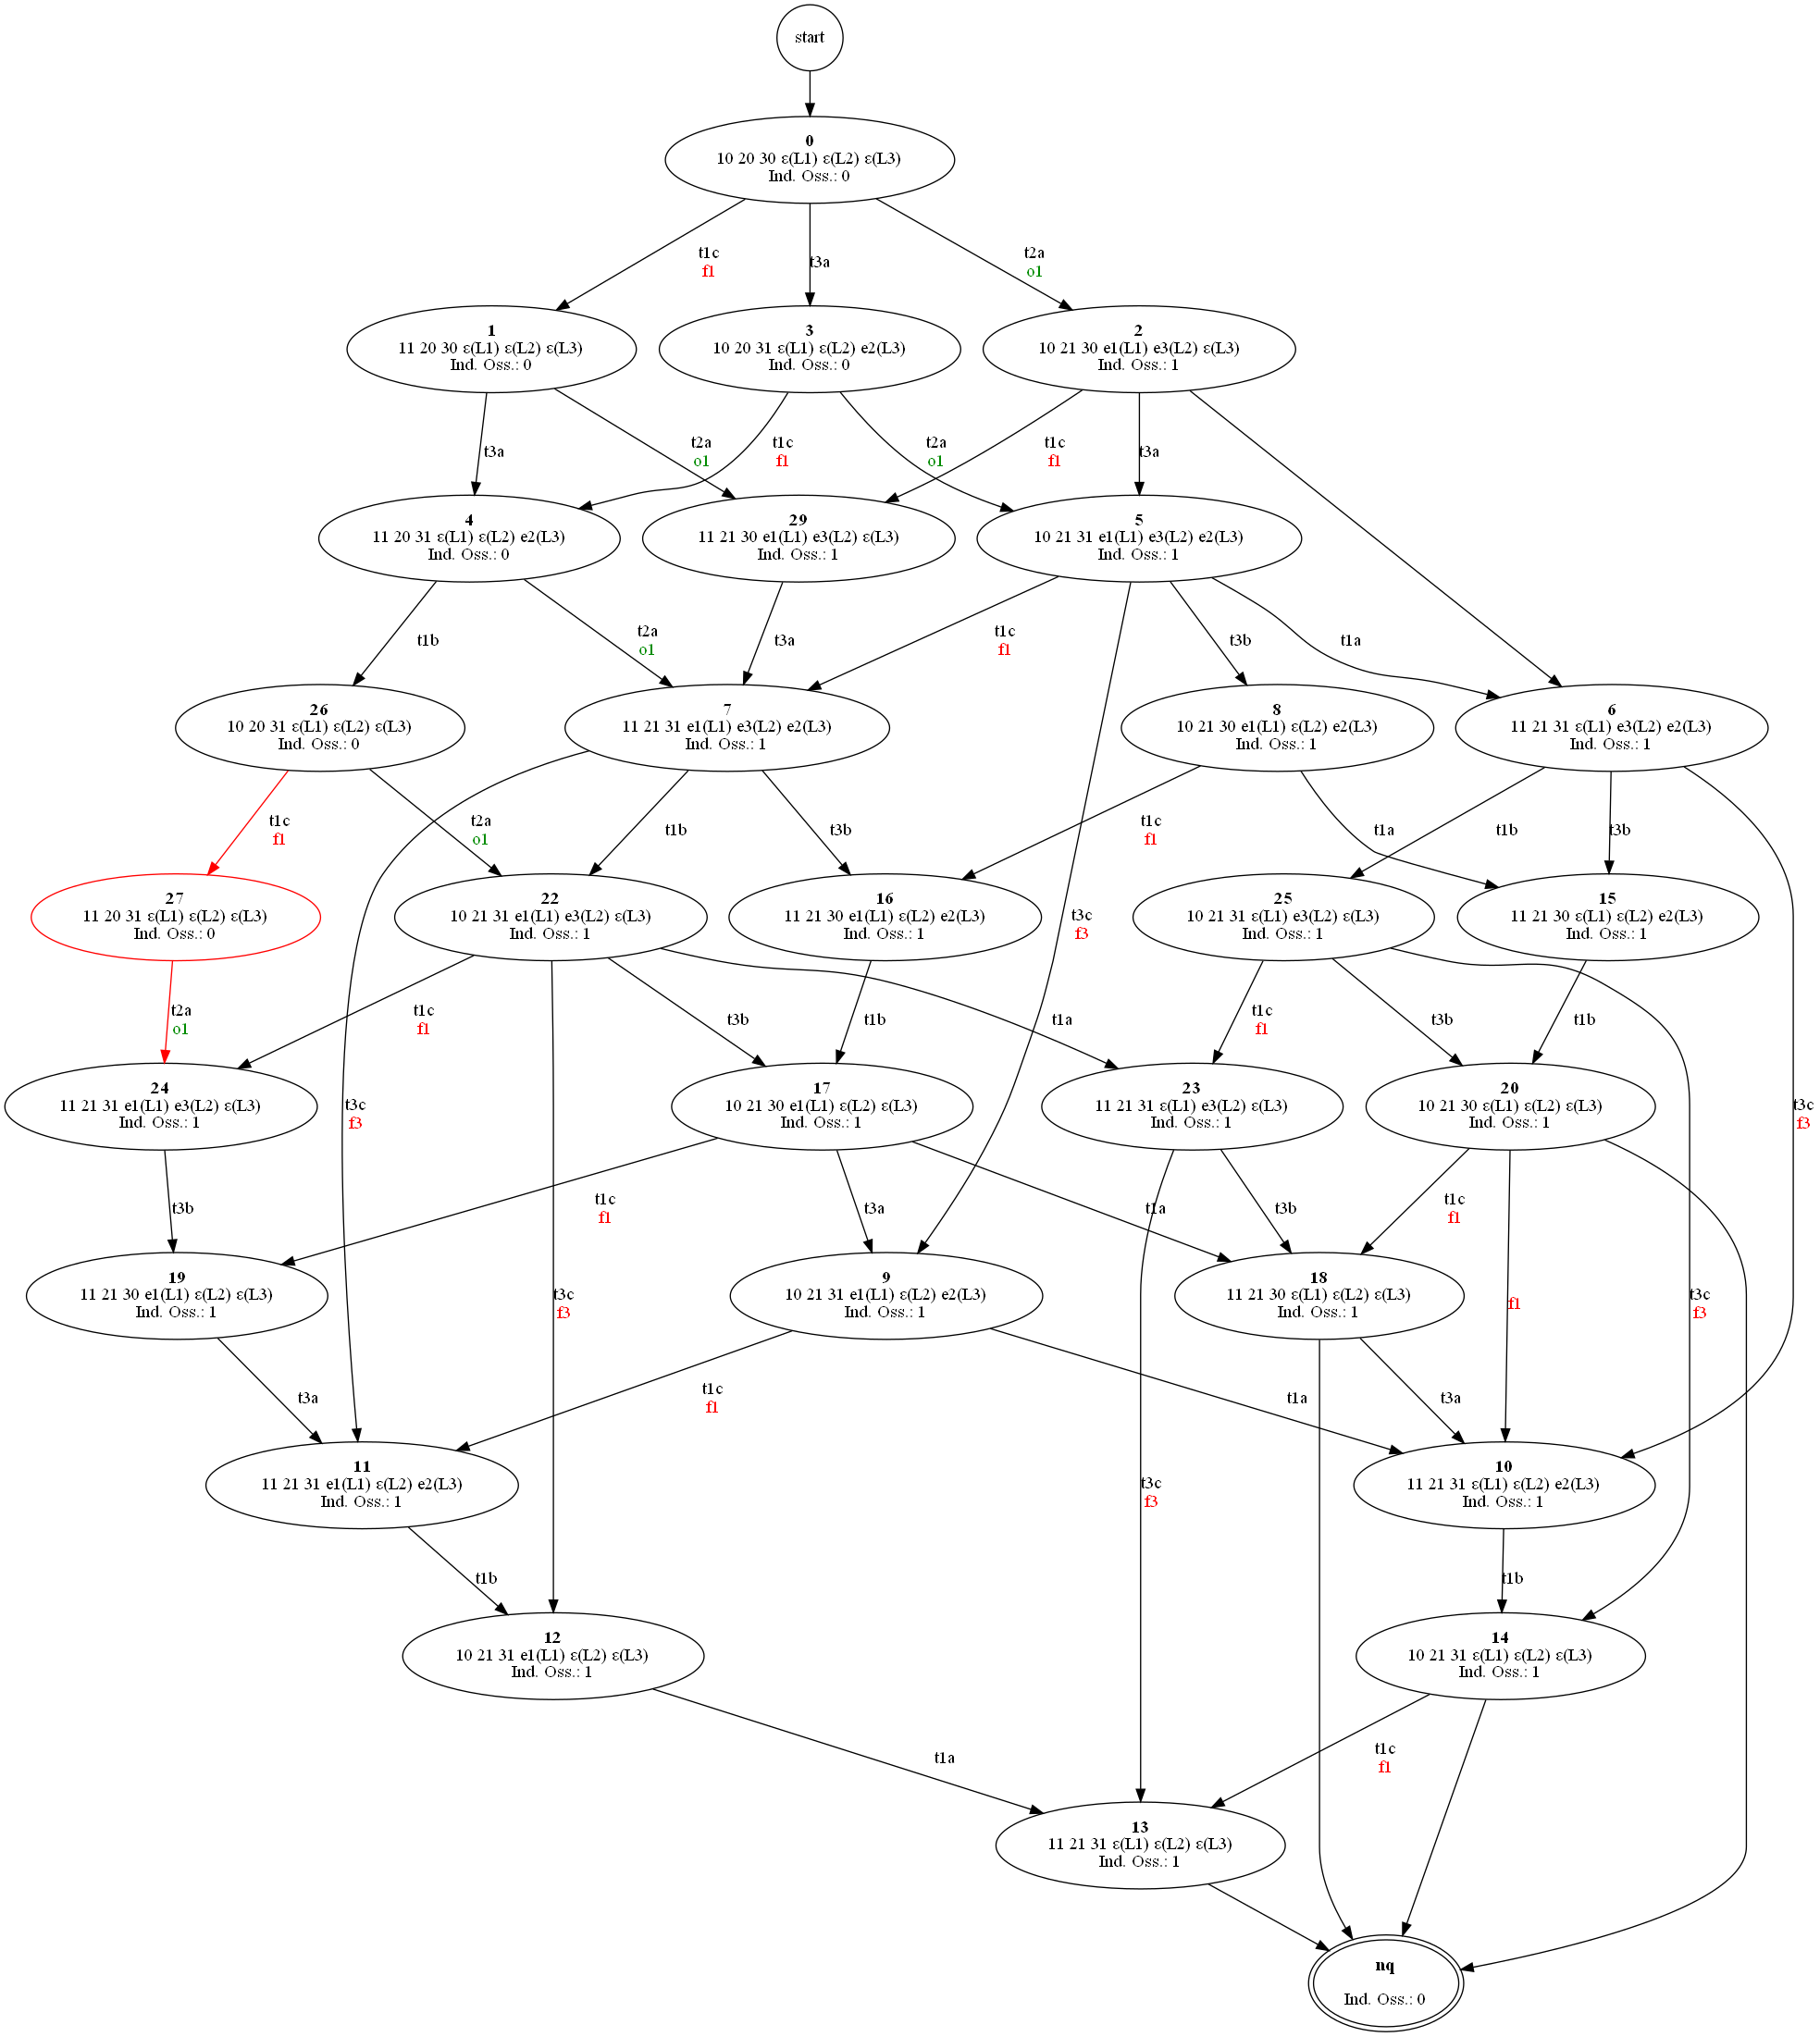 start
0
10 20 30 ε(L1) ε(L2) ε(L3)
Ind. Oss.: 0
t1c
f1
t3a
t2a
o1
1
11 20 30 ε(L1) ε(L2) ε(L3)
Ind. Oss.: 0
3
10 20 31 ε(L1) ε(L2) e2(L3)
Ind. Oss.: 0
2
10 21 30 e1(L1) e3(L2) ε(L3)
Ind. Oss.: 1
t3a
t2a
o1
t1c
f1
t2a
o1
t1c
f1
t3a
4
11 20 31 ε(L1) ε(L2) e2(L3)
Ind. Oss.: 0
29
11 21 30 e1(L1) e3(L2) ε(L3)
Ind. Oss.: 1
5
10 21 31 e1(L1) e3(L2) e2(L3)
Ind. Oss.: 1
t1b
t2a
o1
t3a
t1c
f1
t3b
t1a
26
10 20 31 ε(L1) ε(L2) ε(L3)
Ind. Oss.: 0
7
11 21 31 e1(L1) e3(L2) e2(L3)
Ind. Oss.: 1
8
10 21 30 e1(L1) ε(L2) e2(L3)
Ind. Oss.: 1
6
11 21 31 ε(L1) e3(L2) e2(L3)
Ind. Oss.: 1
t1c
f1
t2a
o1
t1b
t3b
t1c
f1
t1a
t1b
t3b
27
11 20 31 ε(L1) ε(L2) ε(L3)
Ind. Oss.: 0
22
10 21 31 e1(L1) e3(L2) ε(L3)
Ind. Oss.: 1
16
11 21 30 e1(L1) ε(L2) e2(L3)
Ind. Oss.: 1
t3c
f3
25
10 21 31 ε(L1) e3(L2) ε(L3)
Ind. Oss.: 1
15
11 21 30 ε(L1) ε(L2) e2(L3)
Ind. Oss.: 1
t2a
o1
t1c
f1
t3b
t1b
t1a
t1c
f1
t3b
t1b
24
11 21 31 e1(L1) e3(L2) ε(L3)
Ind. Oss.: 1
t3c
f3
17
10 21 30 e1(L1) ε(L2) ε(L3)
Ind. Oss.: 1
23
11 21 31 ε(L1) e3(L2) ε(L3)
Ind. Oss.: 1
20
10 21 30 ε(L1) ε(L2) ε(L3)
Ind. Oss.: 1
t3c
f3
t3b
t1c
f1
t3a
t1a
t3b
t1c
f1
19
11 21 30 e1(L1) ε(L2) ε(L3)
Ind. Oss.: 1
t3c
f3
9
10 21 31 e1(L1) ε(L2) e2(L3)
Ind. Oss.: 1
18
11 21 30 ε(L1) ε(L2) ε(L3)
Ind. Oss.: 1
f1
t3c
f3
t3a
t1c
f1
t1a
t3a
11
11 21 31 e1(L1) ε(L2) e2(L3)
Ind. Oss.: 1
t3c
f3
10
11 21 31 ε(L1) ε(L2) e2(L3)
Ind. Oss.: 1
t1b
t1b
12
10 21 31 e1(L1) ε(L2) ε(L3)
Ind. Oss.: 1
14
10 21 31 ε(L1) ε(L2) ε(L3)
Ind. Oss.: 1
t1a
t1c
f1
13
11 21 31 ε(L1) ε(L2) ε(L3)
Ind. Oss.: 1
nq
Ind. Oss.: 0